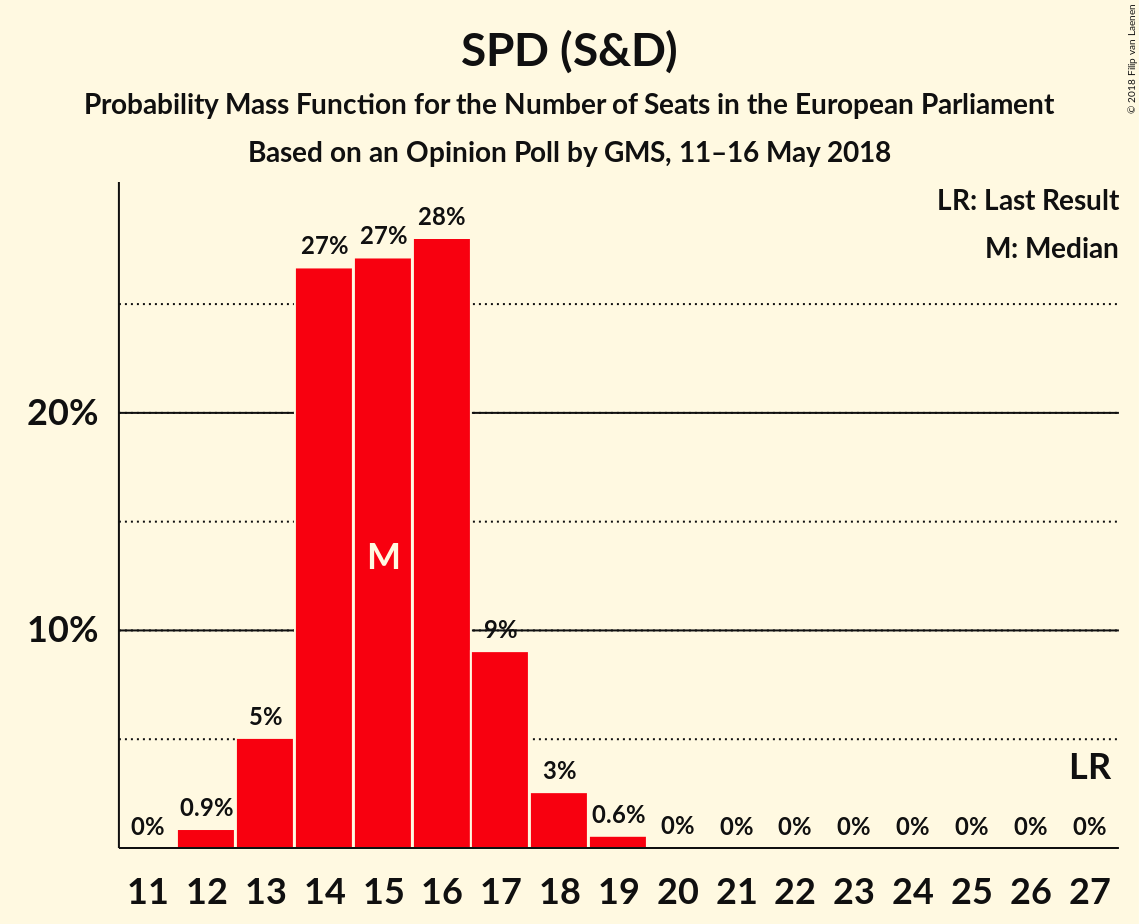 SPD (S&D)
Probability Mass Function for the Number of Seats in the European Parliament
Based on an Opinion Poll by GMS, 11–16 May 2018
© 2018 Filip van Laenen
LR: Last Result
M: Median
20%
10%
0% 0.9% 5% 27% 27% 28% 9% 3% 0.6% 0% 0% 0% 0% 0% 0% 0% 0%
M
LR
11 12 13 14 15 16 17 18 19 20 21 22 23 24 25 26 27